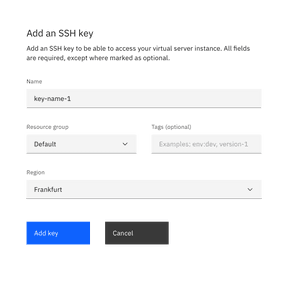 Add an SSH key
Add an SSH key to be able to access your virtual server instance. All fields
are required, except where marked as optional.
Name
key-name-1
Resource group
Tags (optional)
Default
Examples: env:dev, version-1
Region
Frankfurt
Add key
Cancel